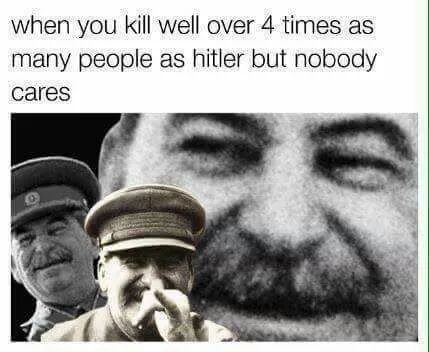 when you kill well over 4 times as
many people as hitler but nobody
cares